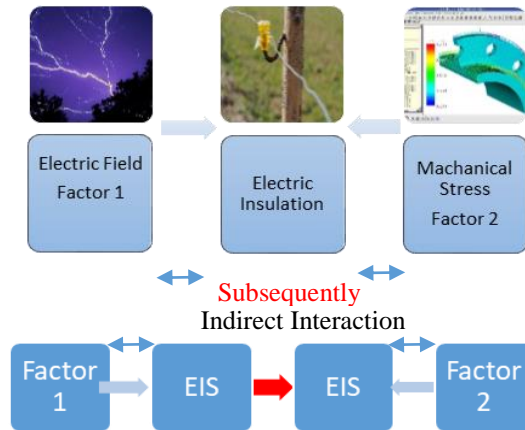 Electric Field
Factor 1
Electric
Insulation
Machanical
Stress
Factor 2
Subsequently
Indirect Interaction
Factor
1
EIS
EIS
Factor
2